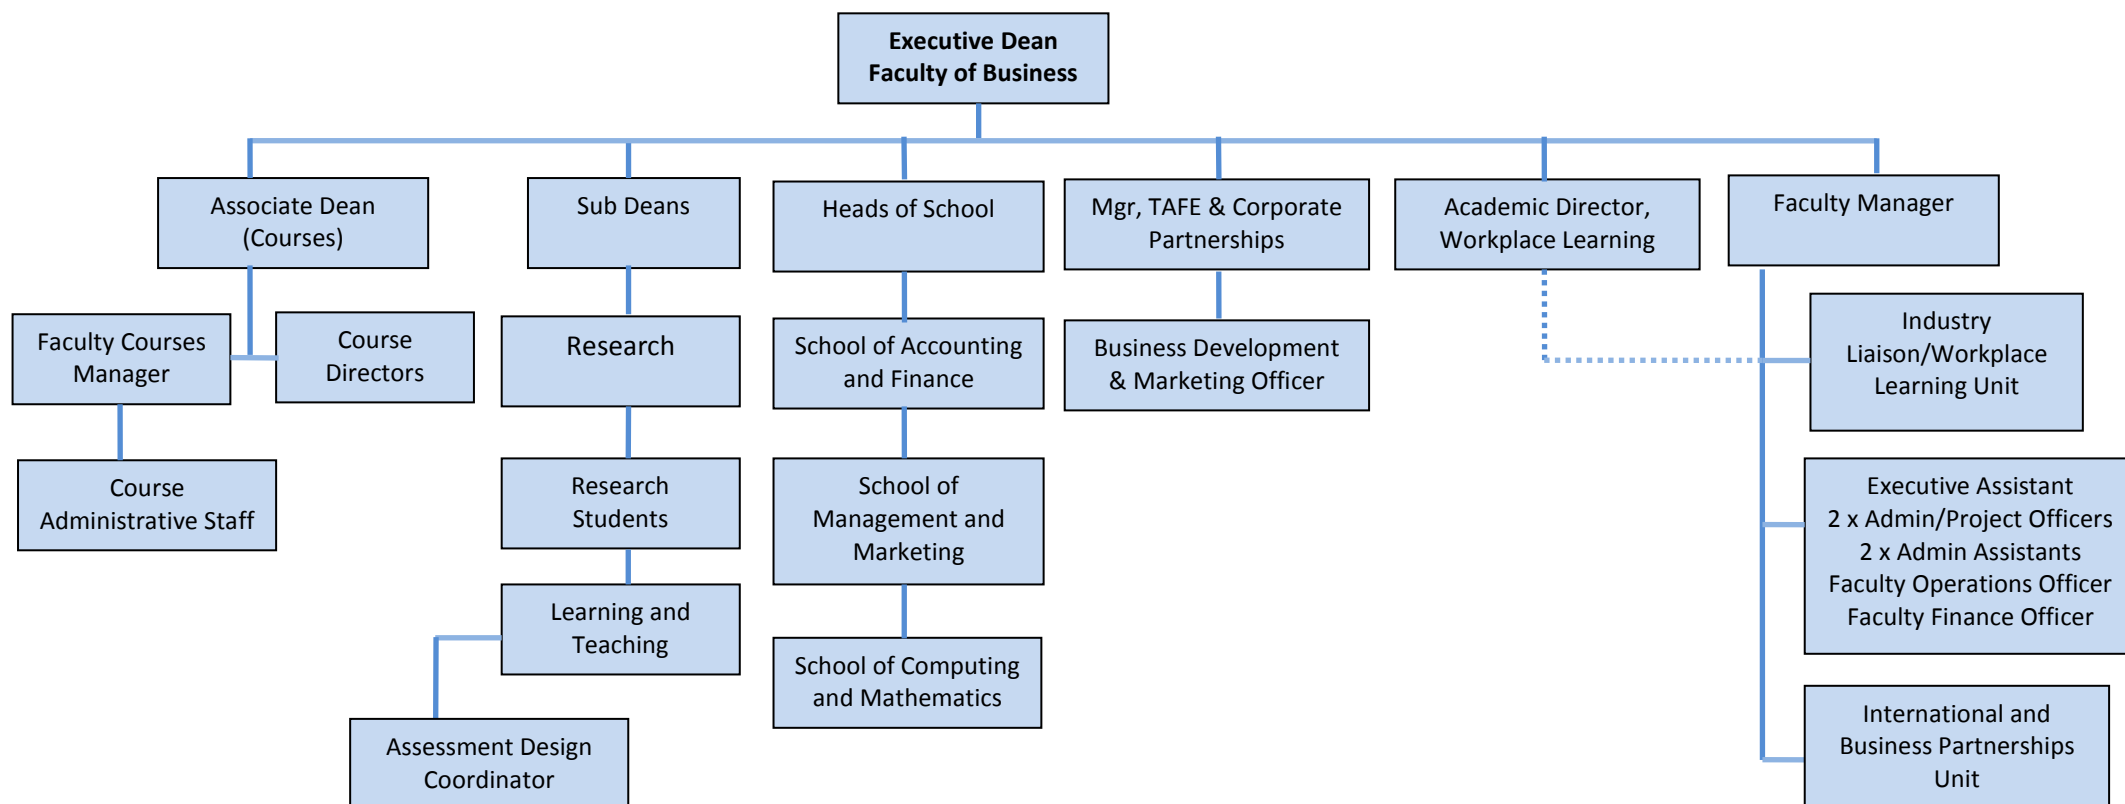 Executive Dean
Faculty of Business
Associate Dean
(Courses)
Sub Deans
Heads of School
Mgr, TAFE & Corporate
Partnerships
Academic Director,
Workplace Learning
Faculty Manager
Faculty Courses
Manager
Course
Directors
Research
School of Accounting
and Finance
Business Development
& Marketing Officer
Industry
Liaison/Workplace
Learning Unit
Course
Administrative Staff
Research
Students
School of
Management and
Marketing
Executive Assistant
2 x Admin/Project Officers
2 x Admin Assistants
Faculty Operations Officer
Faculty Finance Officer
Learning and
Teaching
School of Computing
and Mathematics
Assessment Design
Coordinator
International and
Business Partnerships
Unit